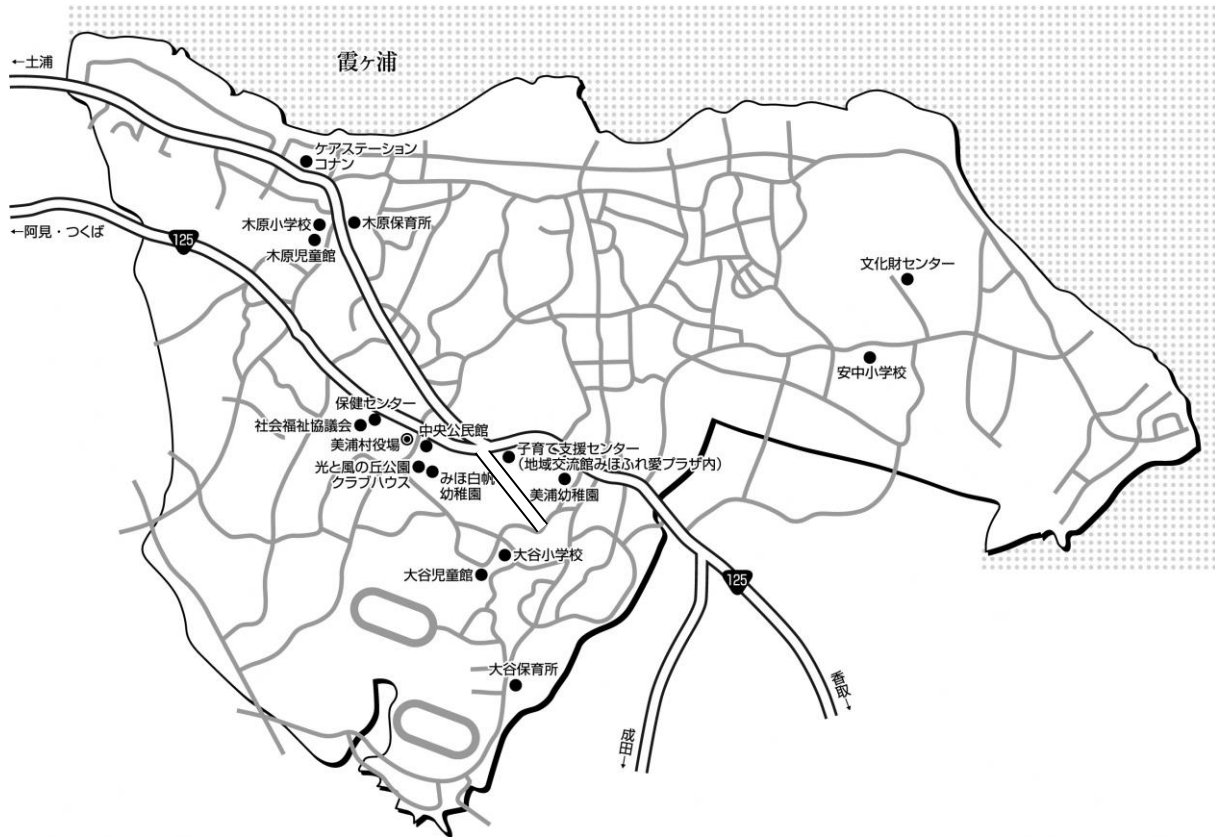 霞ヶ浦
←土浦
ケアステーション
コナン
木原小学校
木原保育所
←阿見・つくば
125
木原児童館
文化財センター
安中小学校
保健センター
社会福祉協議会
中央公民館
美浦村役場
子育て支援センター
(地域交流館みほふれ愛プラザ内)
光と風の丘公園
クラブハウス
みほ白帆
幼稚園
美浦幼稚園
大谷小学校
大谷児童館
125
大谷保育所
香取→
成田→